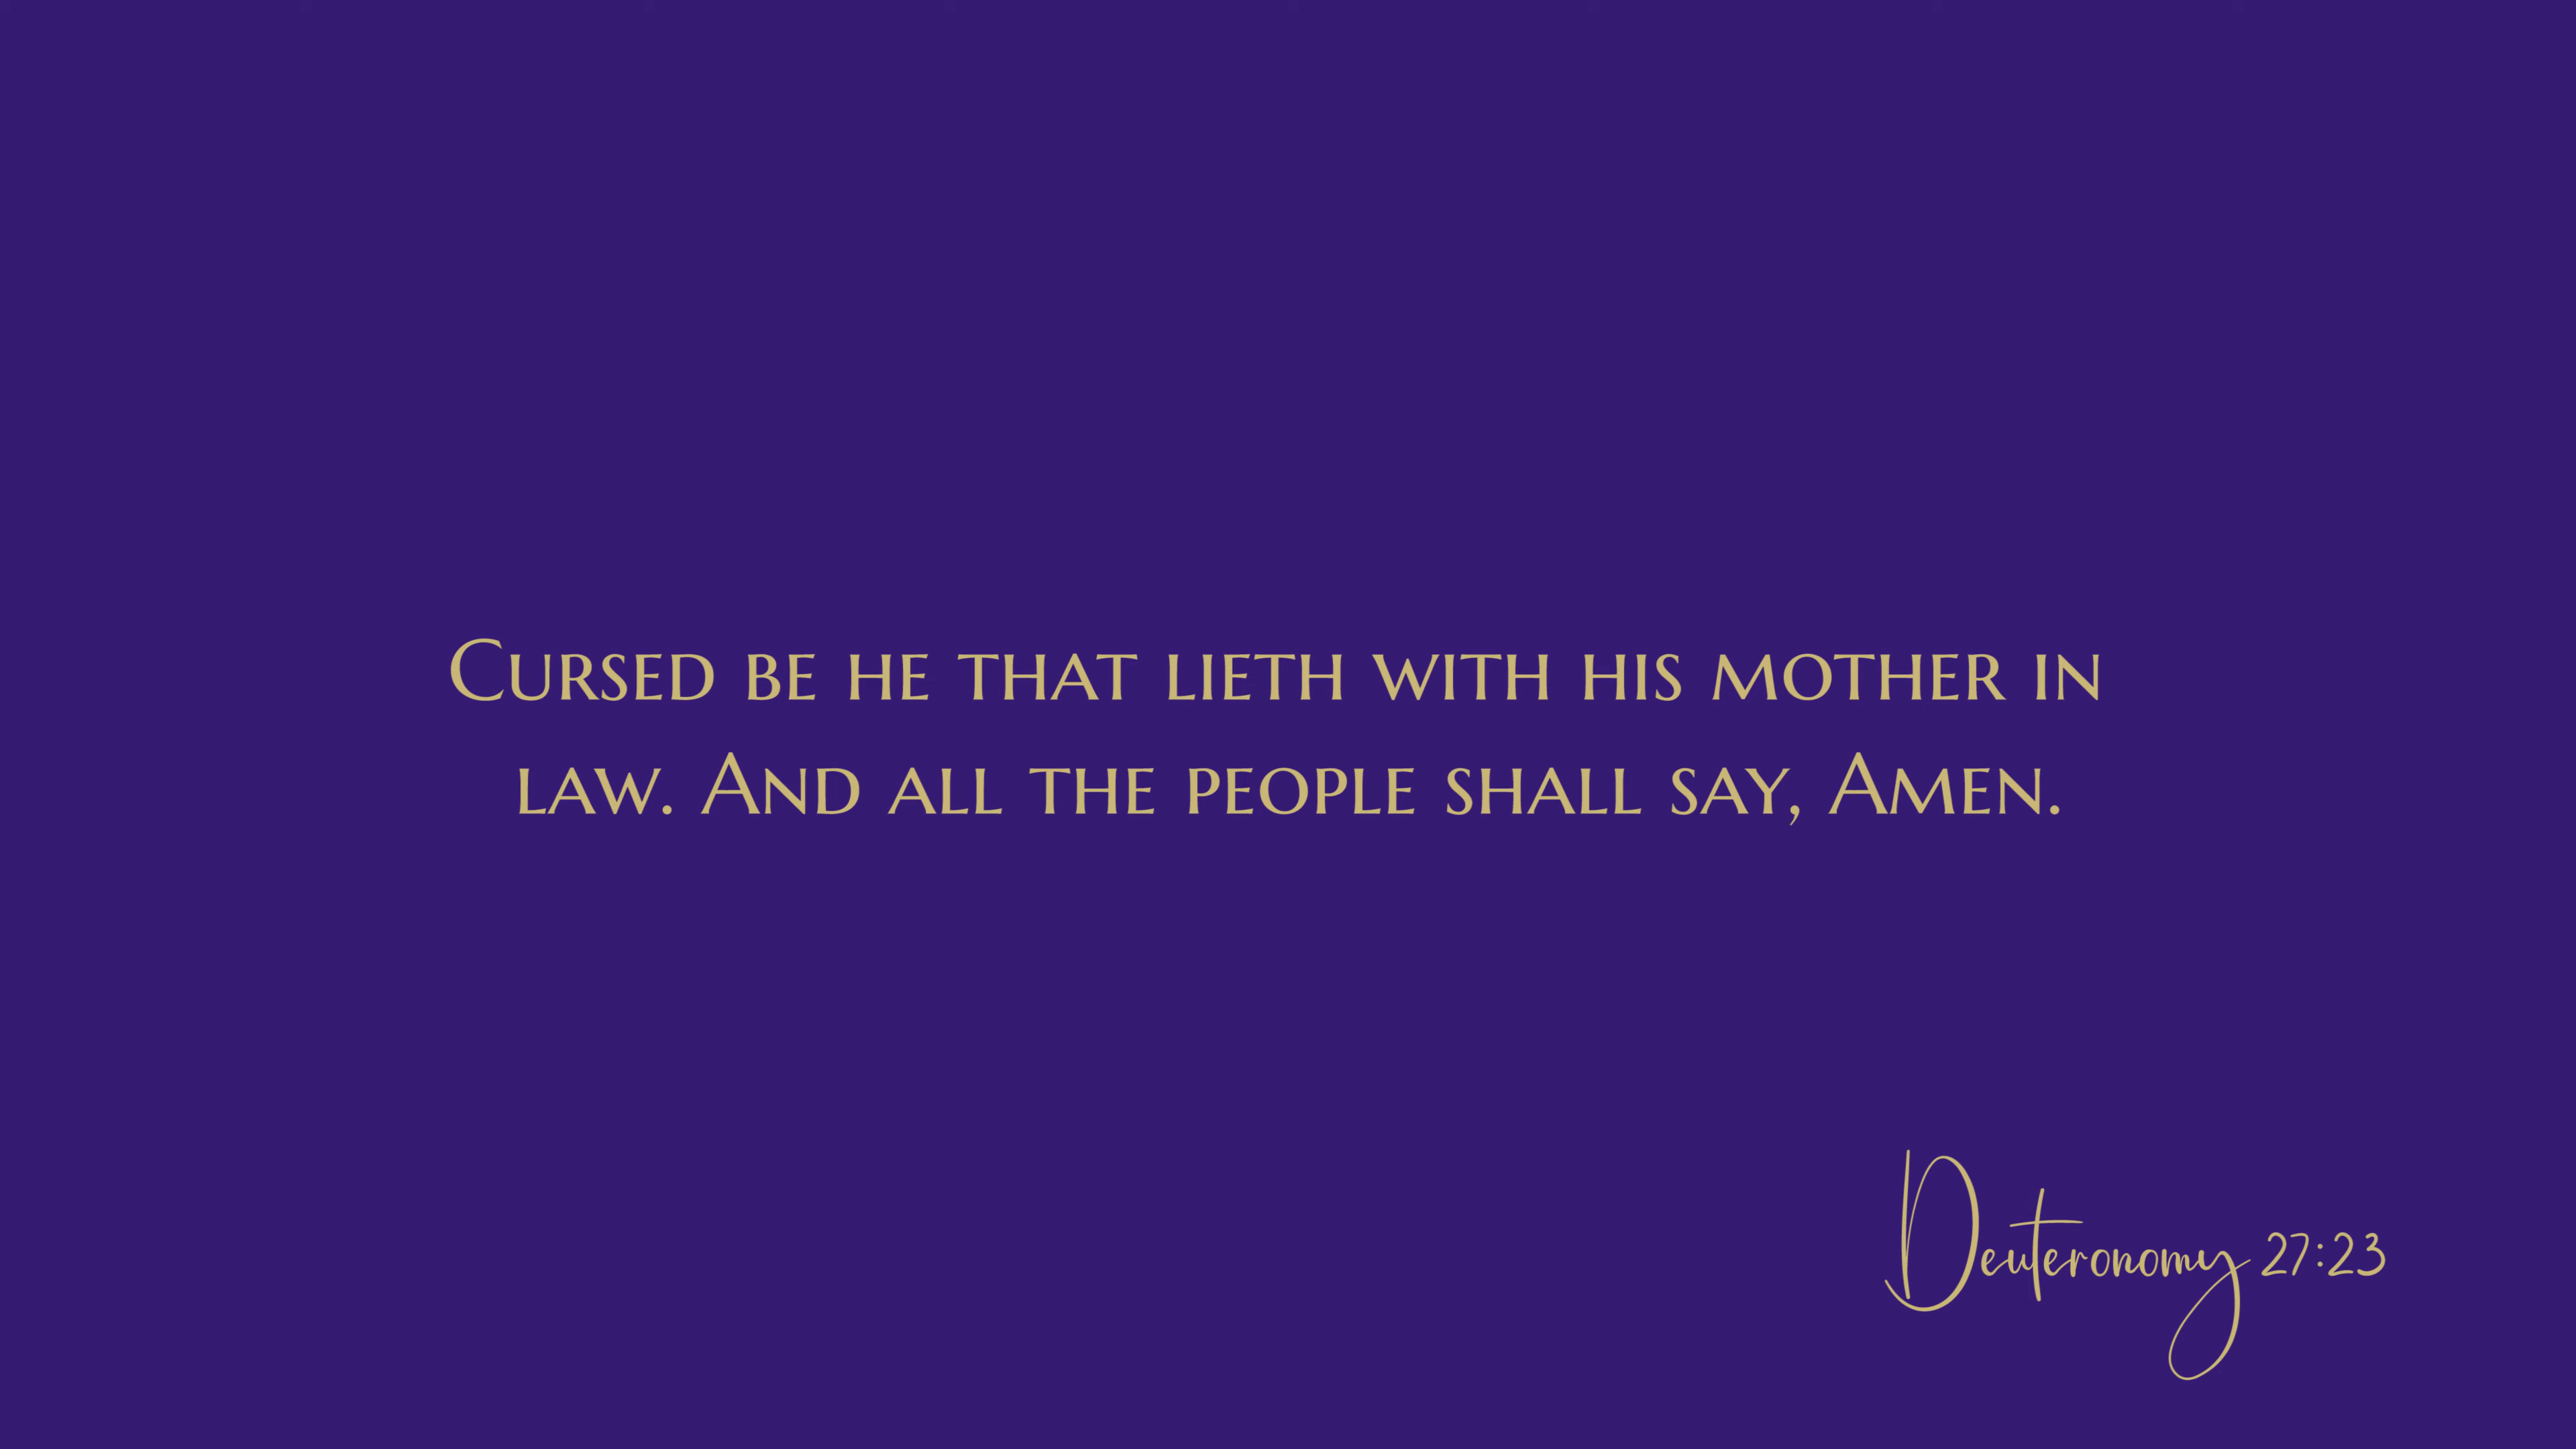 Cursed be he that lieth with his mother in
law. And all the people shall say, Amen.
Deuteronomy 27:23